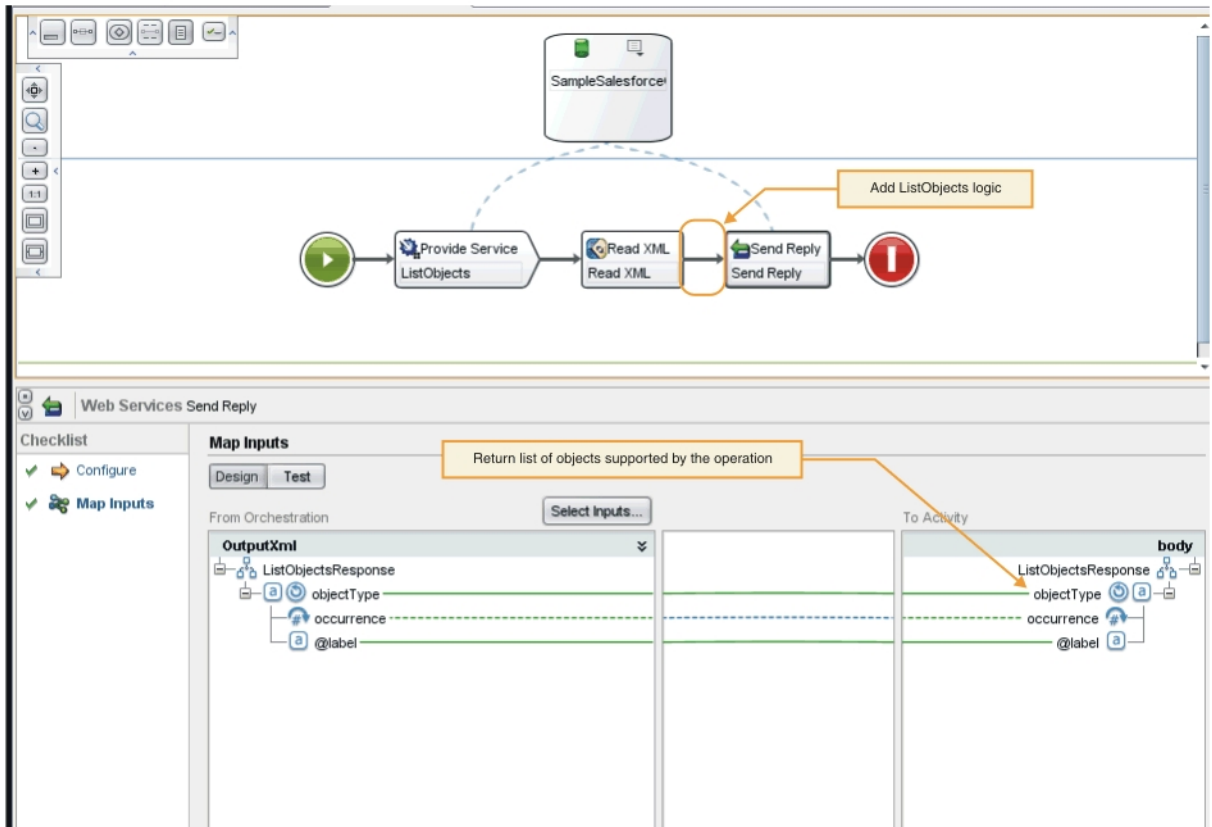 SampleSalesforce
Add ListObjects logic
Provide Service
ListObjects
Read XML
Read XML
Send Reply
Send Reply
1:1
Web Services Send Reply
Checklist
Configure
Map Inputs
Map Inputs
Return list of objects supported by the operation
Design
Test
From Orchestration
Select Inputs...
To Activity
OutputXml
body
ListObjectsResponse
ListObjectsResponse
a
objectType
objectType
a
#
occurrence
occurrence
#
a
@label
@label
a